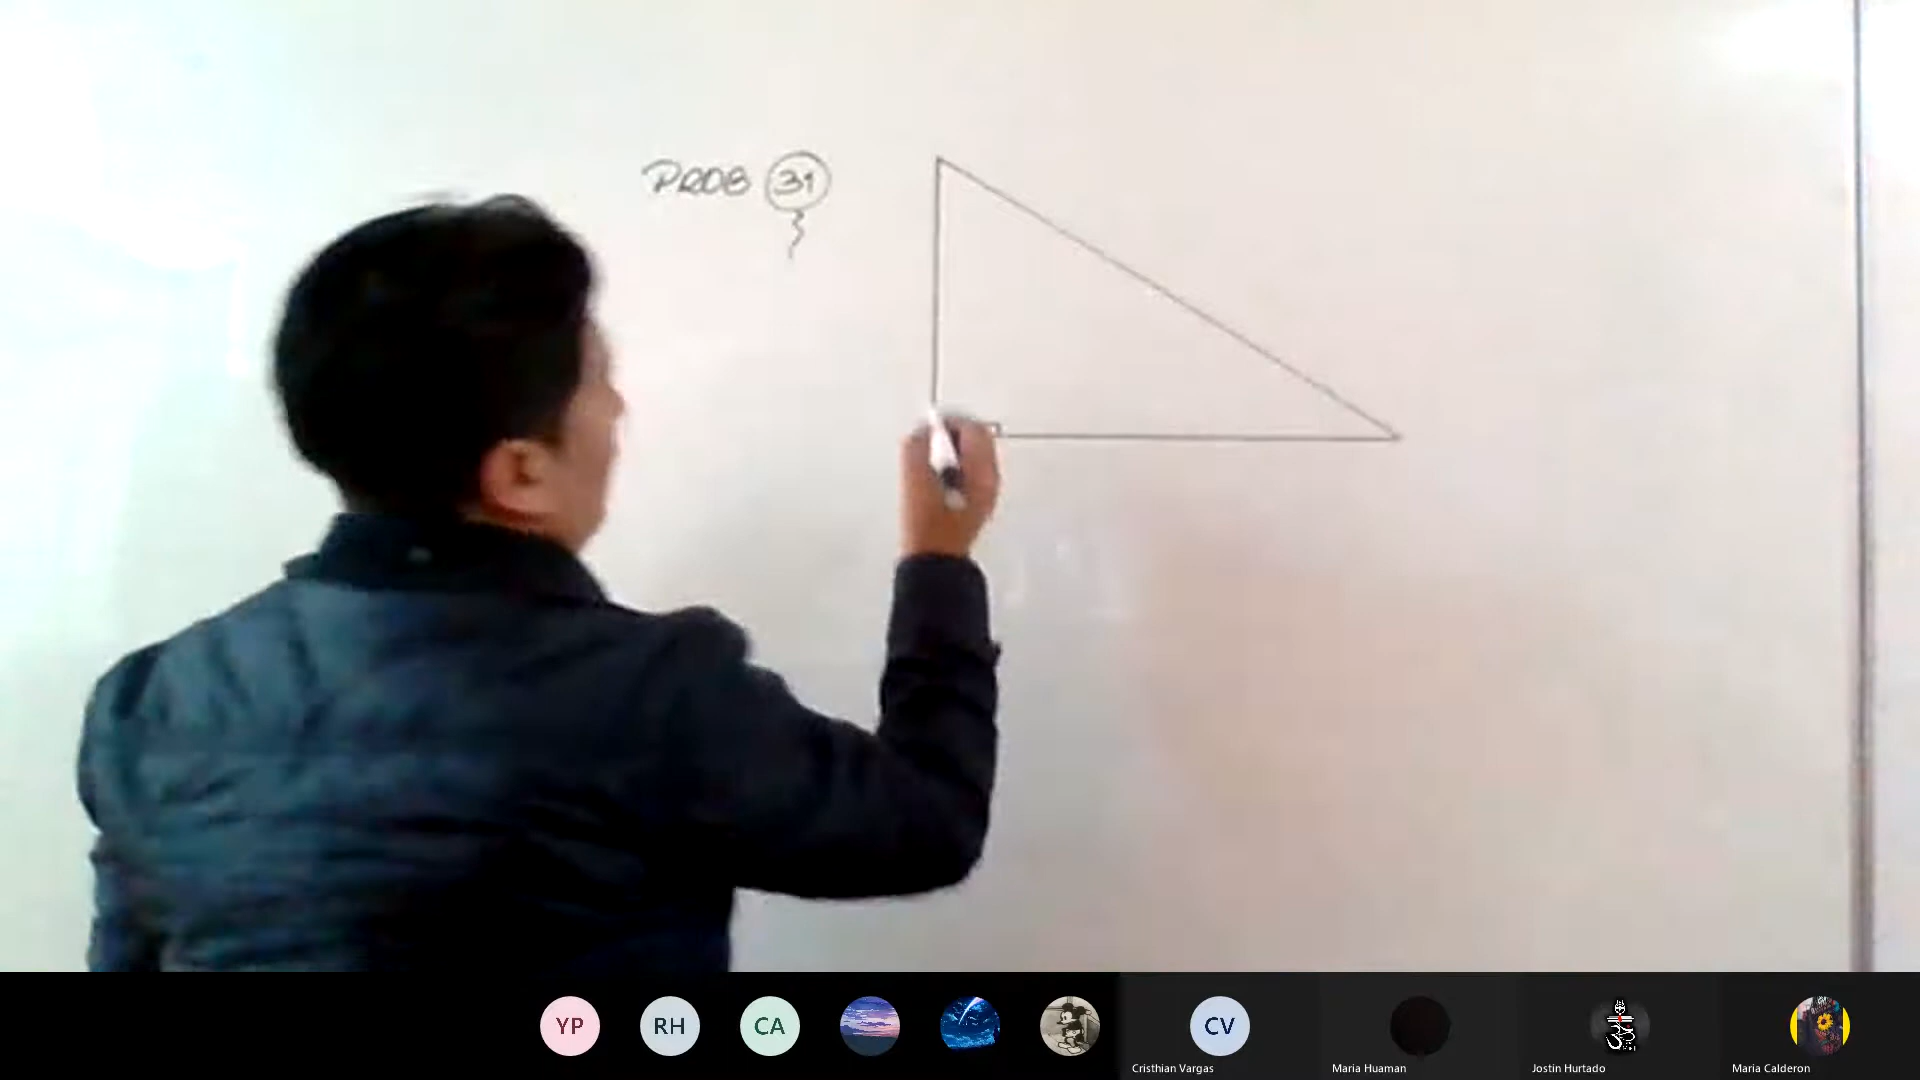 PROB 31
YP
RH
CA
CV
Cristhian Vargas
Maria Huaman
Jostin Hurtado
Maria Calderon